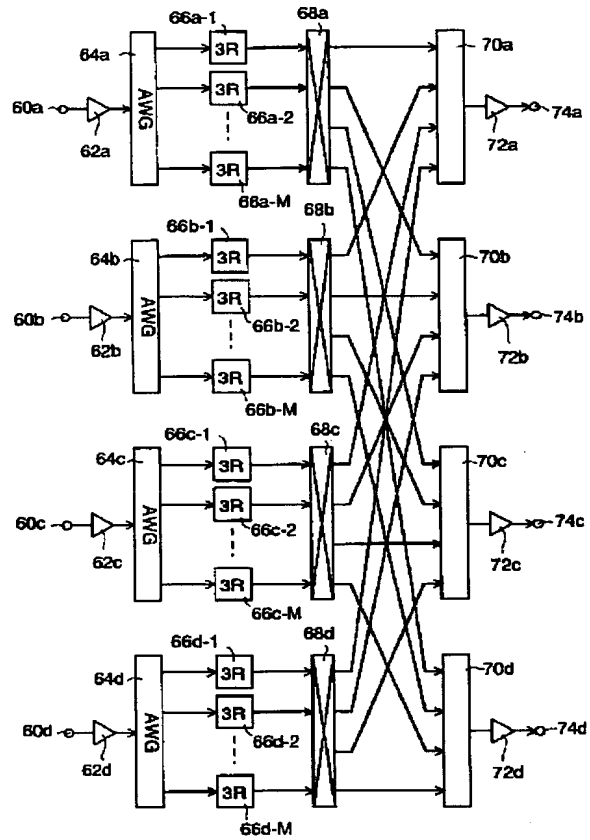 66a-1
68a
64a
70a
3R
AWG
3R
60a
66a-2
74a
62a
72a
3R
66a-M
68b
66b-1
64b
70b
3R
AWG
3R
60b
66b-2
74b
62b
72b
3R
66b-M
68c
66c-1
64c
70c
3R
AWG
3R
60c
66c-2
74c
62c
72c
3R
66c-M
68d
66d-1
64d
70d
3R
AWG
3R
60d
66d-2
74d
62d
72d
3R
66d-M